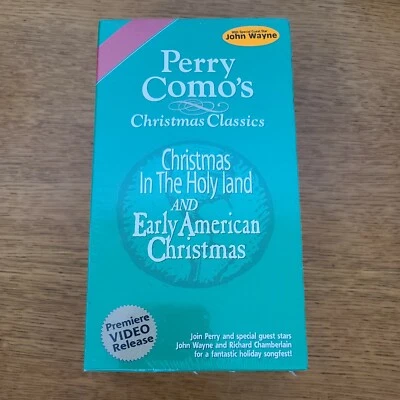 With Special Guest Star
John Wayne
Perry
Como's
Christmas Classics
Christmas
In The Holy land
AND
Early American
Christmas
Premiere
VIDEO
Release
Join Perry and special guest stars
John Wayne and Richard Chamberlain
for a fantastic holiday songfest!